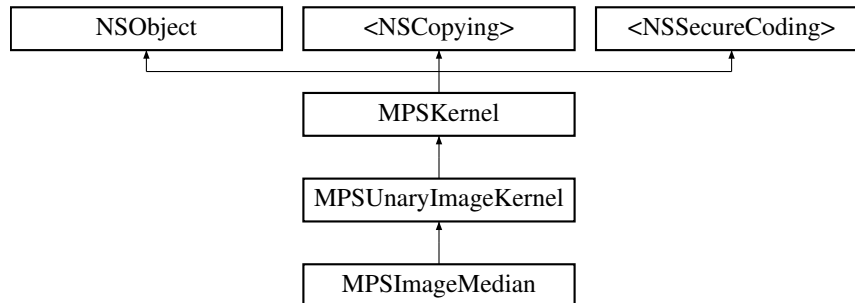 NSObject
<NSCopying>
<NSSecureCoding>
MPSKernel
MPSUnaryImageKernel
MPSImageMedian